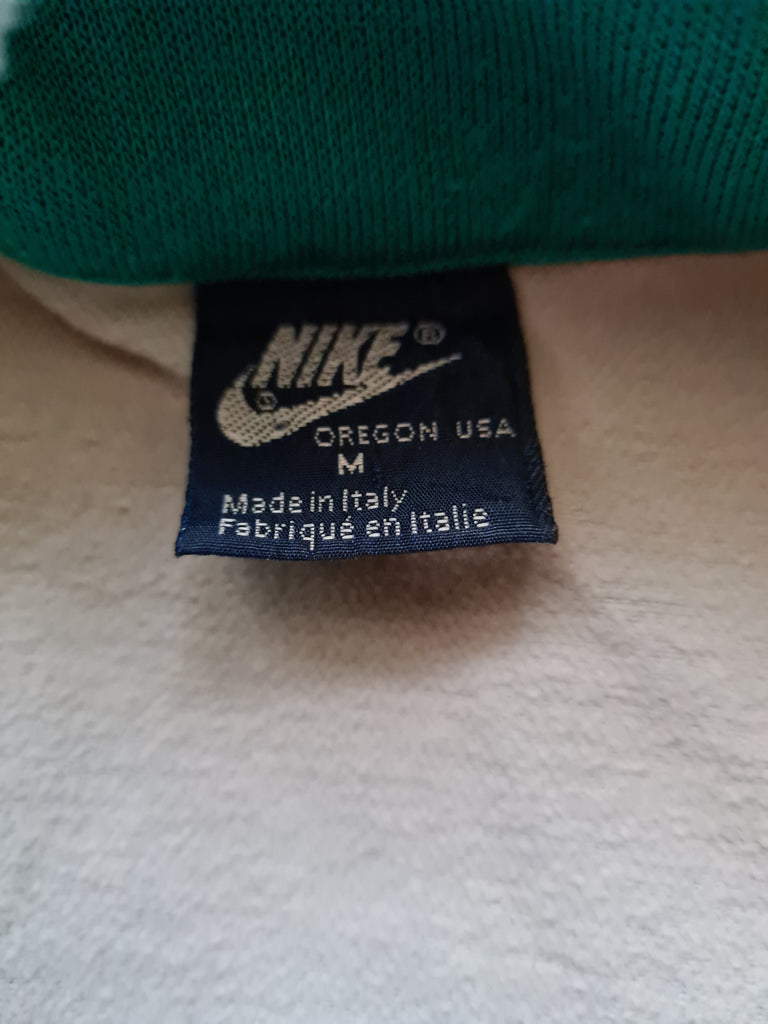 NIKE®
®
OREGON USA
M
Made in Italy
Fabriqué en Italie